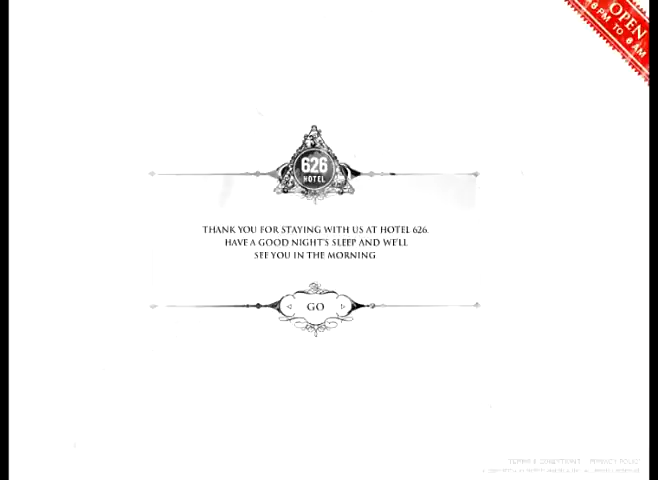 OPEN
6 PM TO 6 AM
626
HOTEL
THANK YOU FOR STAYING WITH US AT HOTEL 626.
HAVE A GOOD NIGHT'S SLEEP AND WE'LL
SEE YOU IN THE MORNING
GO
TERMS & CONDITIONS PRIVACY POLICY